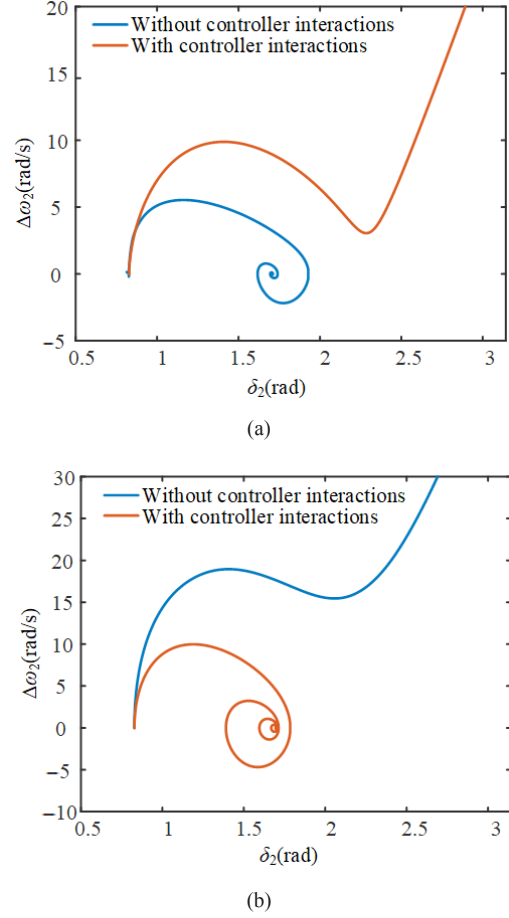 20
Without controller interactions
With controller interactions
15
10
5
0
−5
Δω2(rad/s)
0.5 1 1.5 2 2.5 3
δ2(rad)
(a)
30
Without controller interactions
25
With controller interactions
20
15
10
5
0
−5
−10
Δω2(rad/s)
0.5 1 1.5 2 2.5 3
δ2(rad)
(b)